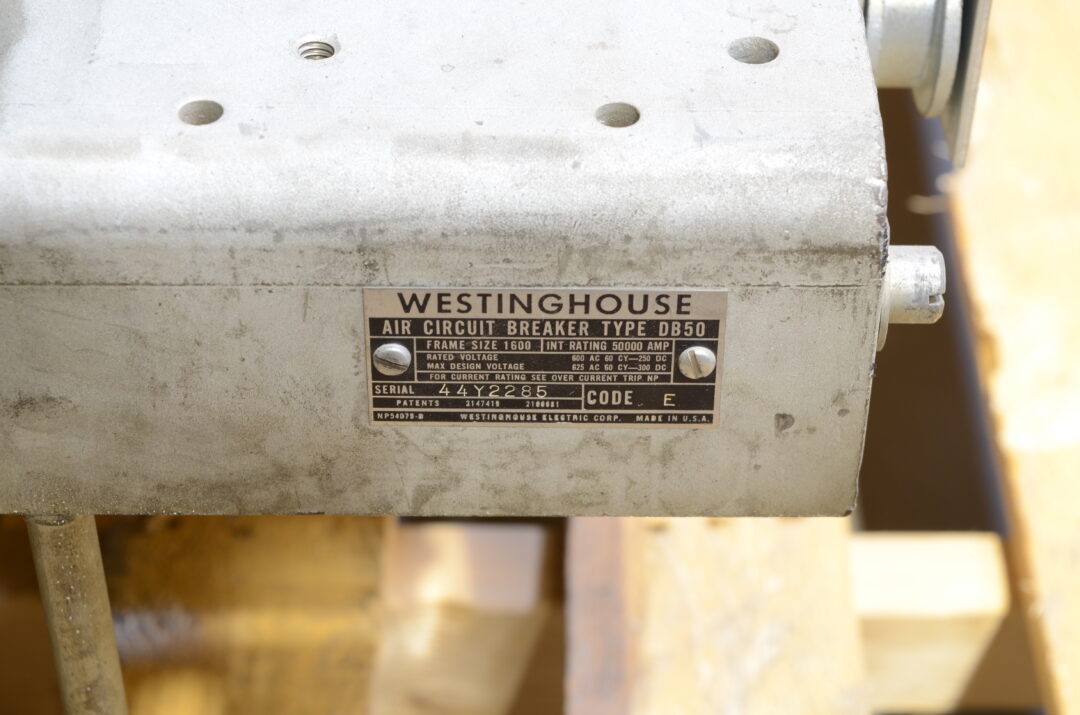 WESTINGHOUSE
AIR CIRCUIT BREAKER TYPE DB50
FRAME SIZE 1600 INT RATING 50000 AMP
RATED VOLTAGE 600 AC 60 CY—250 DC
MAX DESIGN VOLTAGE 625 AC 60 CY—300 DC
FOR CURRENT RATING SEE OVER CURRENT TRIP NP
SERIAL 44Y2285 CODE E
PATENTS 2147419
NP54079-B WESTINGHOUSE ELECTRIC CORP. MADE IN U.S.A.